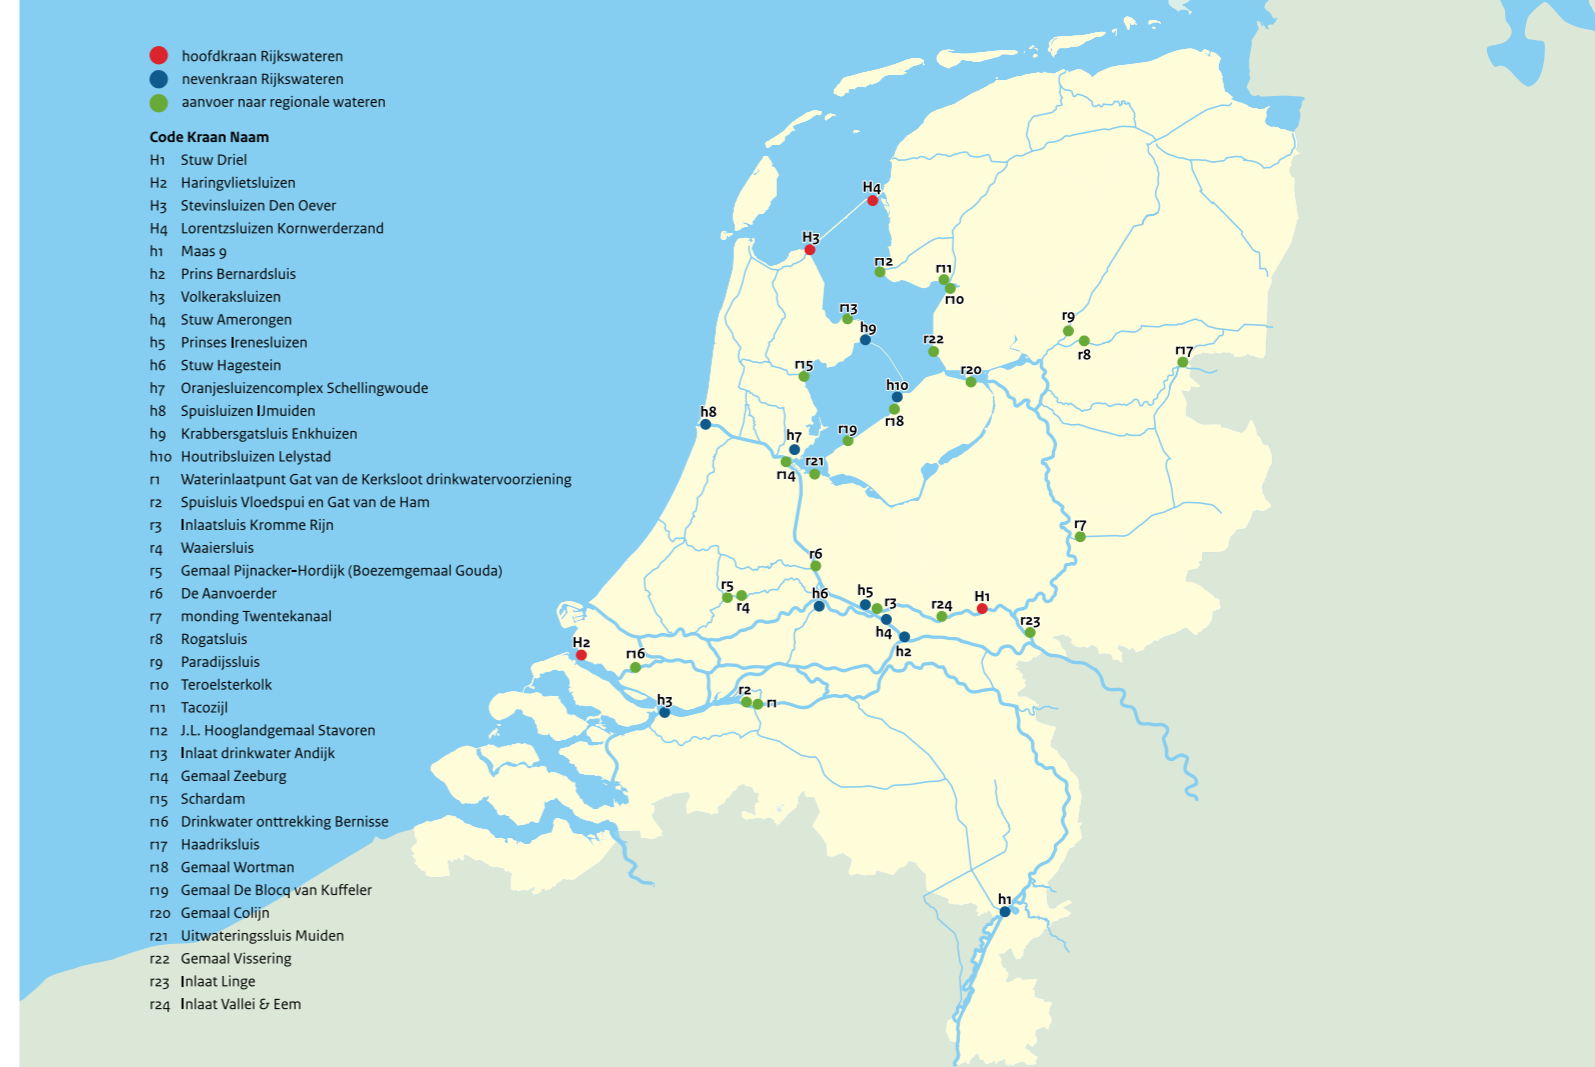 hoofdkraan Rijkswateren
nevenkraan Rijkswateren
aanvoer naar regionale wateren
Code Kraan Naam
H1 Stuw Driel
H2 Haringvlietsluizen
H3 Stevinsluizen Den Oever
H4 Lorentzsluizen Kornwerderzand
h1 Maas 9
h2 Prins Bernardsluis
h3 Volkeraksluizen
h4 Stuw Amerongen
h5 Prinses Irenesluizen
h6 Stuw Hagestein
h7 Oranjesluizencomplex Schellingwoude
h8 Spuisluizen IJmuiden
h9 Krabbersgatsluis Enkhuizen
h10 Houtribsluizen Lelystad
r1 Waterinlaatpunt Gat van de Kerksloot drinkwatervoorziening
r2 Spuisluis Vloedspui en Gat van de Ham
r3 Inlaatsluis Kromme Rijn
r4 Waaiersluis
r5 Gemaal Pijnacker-Hordijk (Boezemgemaal Gouda)
r6 De Aanvoerder
r7 monding Twentekanaal
r8 Rogatsluis
r9 Paradijssluis
r10 Teroelsterkolk
r11 Tacozijl
r12 J.L. Hooglandgemaal Stavoren
r13 Inlaat drinkwater Andijk
r14 Gemaal Zeeburg
r15 Schardam
r16 Drinkwater onttrekking Bernisse
r17 Haadriksluis
r18 Gemaal Wortman
r19 Gemaal De Blocq van Kuffeler
r20 Gemaal Colijn
r21 Uitwateringssluis Muiden
r22 Gemaal Vissering
r23 Inlaat Linge
r24 Inlaat Vallei & Eem
H4
H3
r12
r11
r10
r13
h9
r9
r22
r8
r17
r15
r20
h10
h8
r18
h7
r19
r21
r14
r7
r6
r5
r4
h6
h5
r3
r24
H1
h4
r23
H2
h2
r16
r2
h3
r1
h1